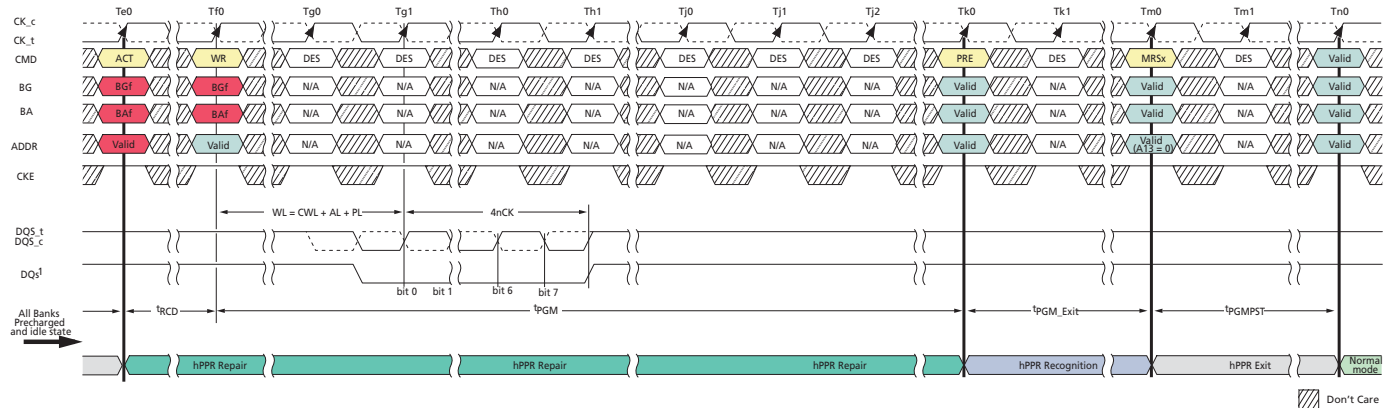 Te0 Tf0 Tg0 Tg1 Th0 Th1 Tj0 Tj1 Tj2 Tk0 Tk1 Tm0 Tm1 Tn0
CK_c
CK_t
CMD ACT WR DES DES DES DES DES DES DES PRE DES MRSx DES Valid
BG BGf BGf N/A N/A N/A N/A N/A N/A N/A Valid N/A Valid N/A Valid
BA BAf BAf N/A N/A N/A N/A N/A N/A N/A Valid N/A Valid N/A Valid
ADDR Valid Valid N/A N/A N/A N/A N/A N/A N/A Valid N/A Valid (A13 = 0) N/A Valid
CKE
WL = CWL + AL + PL 4nCK
DQS_t
DQS_c
DQs1
bit 0 bit 1 bit 6 bit 7
All Banks
Precharged
and idle state
tRCD tPGM tPGM_Exit tPGMPST
hPPR Repair hPPR Repair hPPR Repair hPPR Recognition hPPR Exit Normal
mode
Don't Care